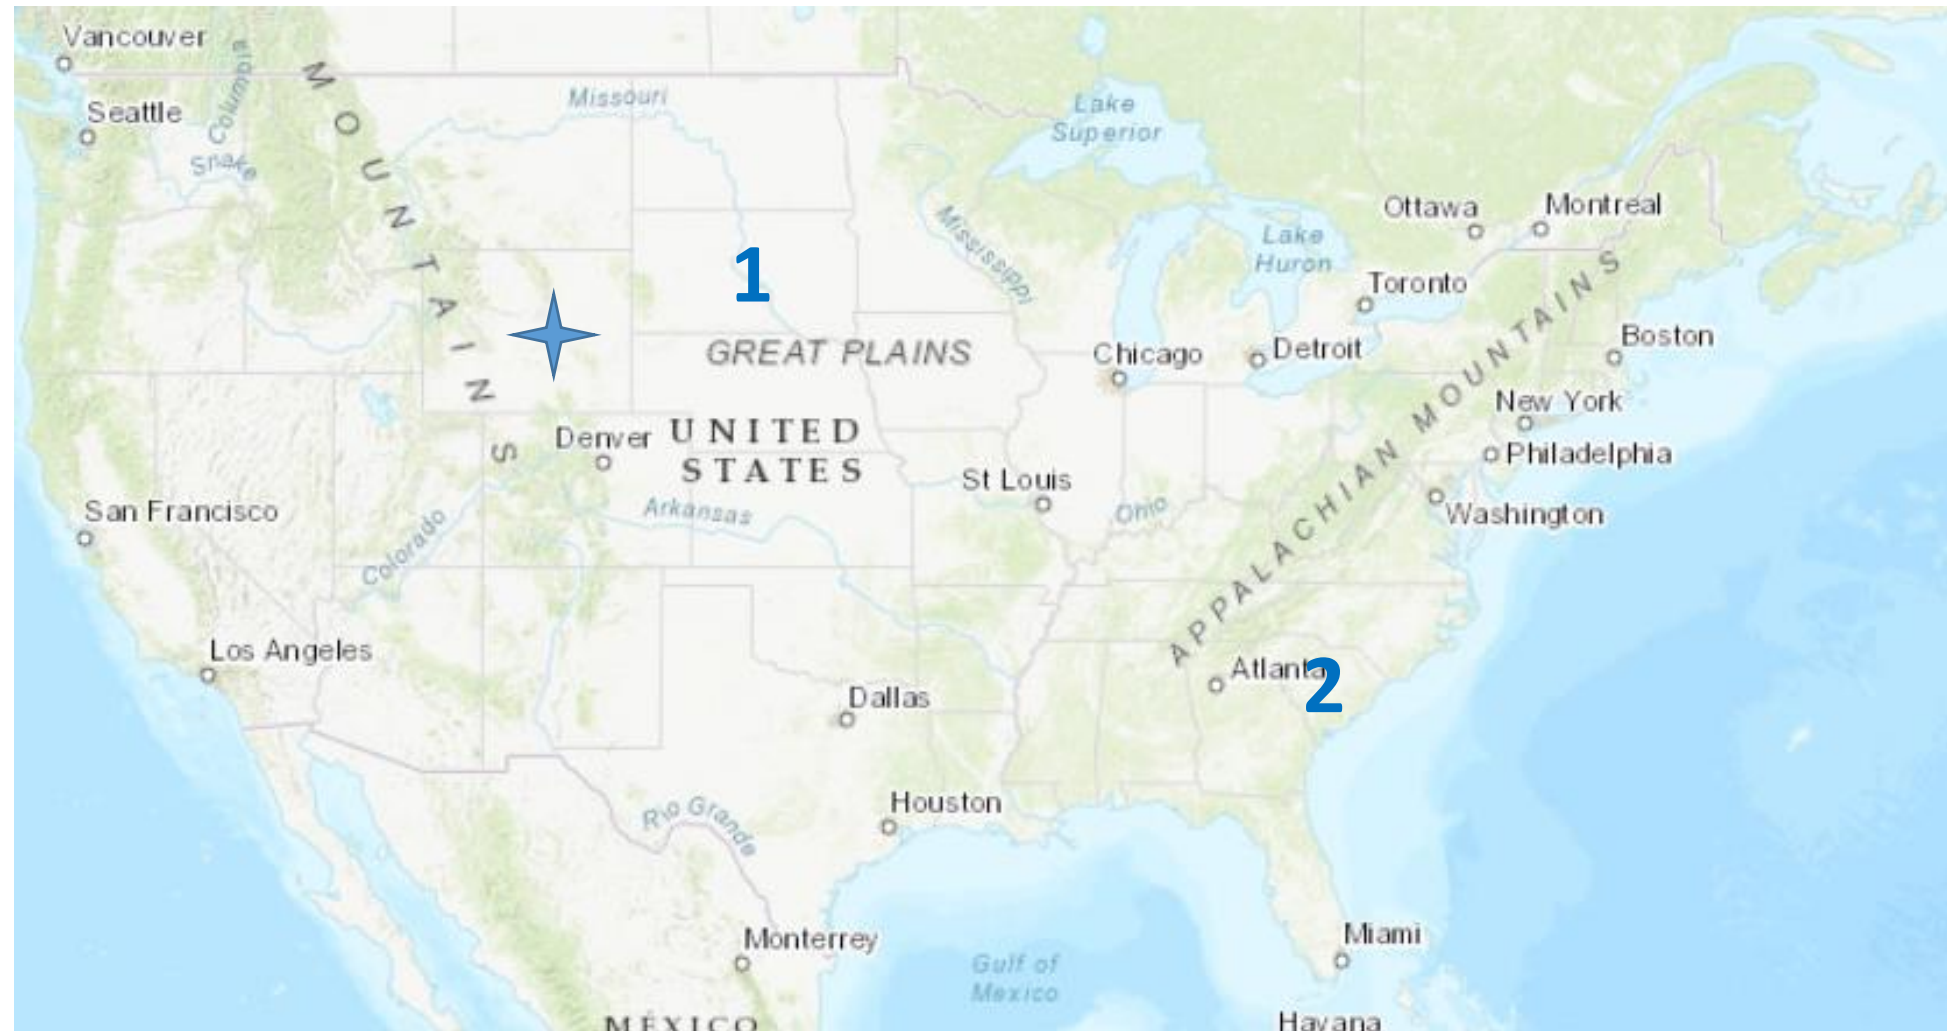 Vancouver
Seattle
Columbia
Snake
MOUNTAINS
Missouri
Lake
Superior
Mississippi
Ottawa
Montreal
Lake
Huron
Toronto
1
GREAT PLAINS
Chicago
Detroit
Boston
New York
Philadelphia
Washington
APPALACHIAN MOUNTAINS
Denver
UNITED
STATES
St Louis
Ohio
Arkansas
Colorado
San Francisco
Los Angeles
Atlanta
2
Dallas
Houston
Rio Grande
Monterrey
Gulf of
Mexico
Miami
Havana
MÉXICO